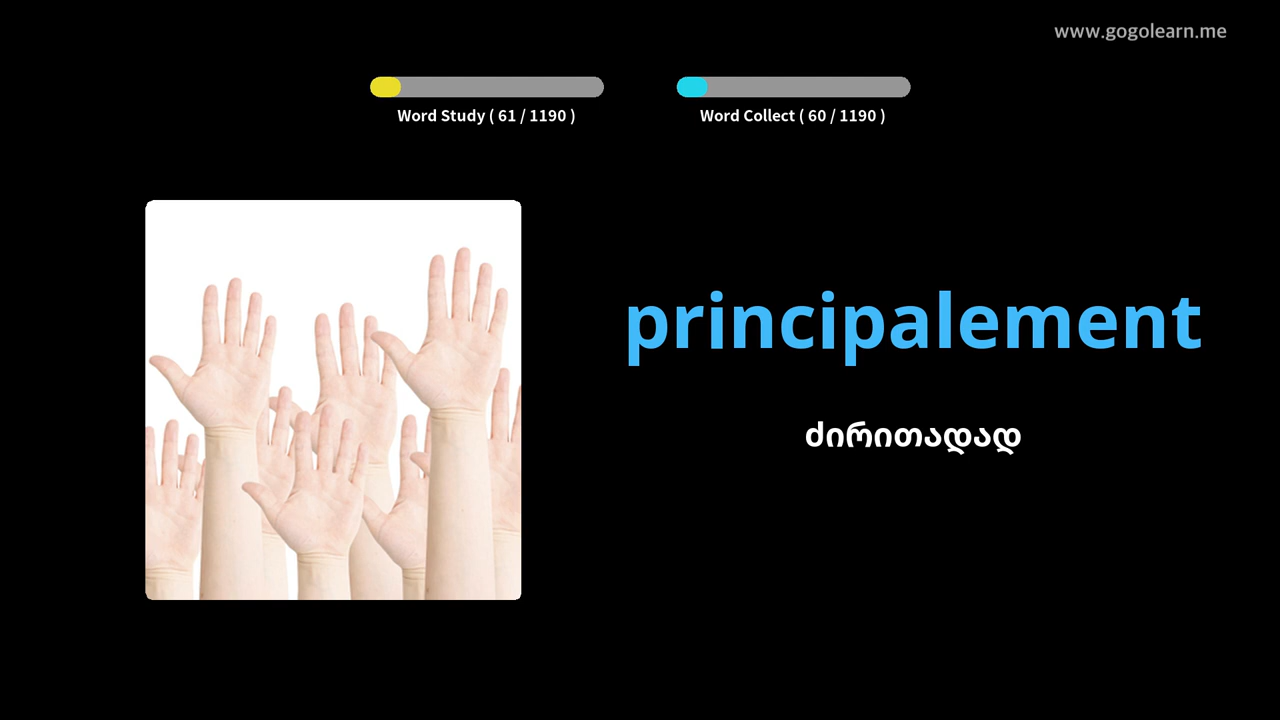 www.gogolearn.me
Word Study ( 61 / 1190 )
Word Collect ( 60 / 1190 )
principalement
ძირითადად